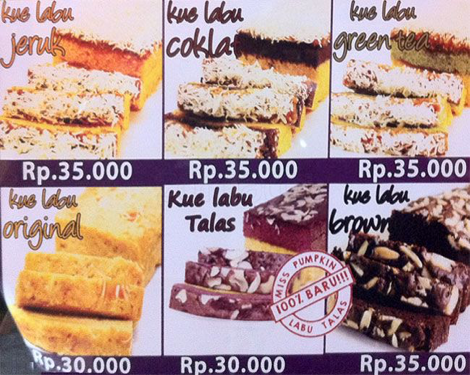 kue labu
jeruk
Rp.35.000
kue labu
coklat
Rp.35.000
kue labu
green tea
Rp.35.000
kue labu
original
Rp.30.000
Kue labu
Talas
MISS PUMPKIN
100% BARU!!!
LABU TALAS
Rp.30.000
kue labu
brown
Rp.35.000